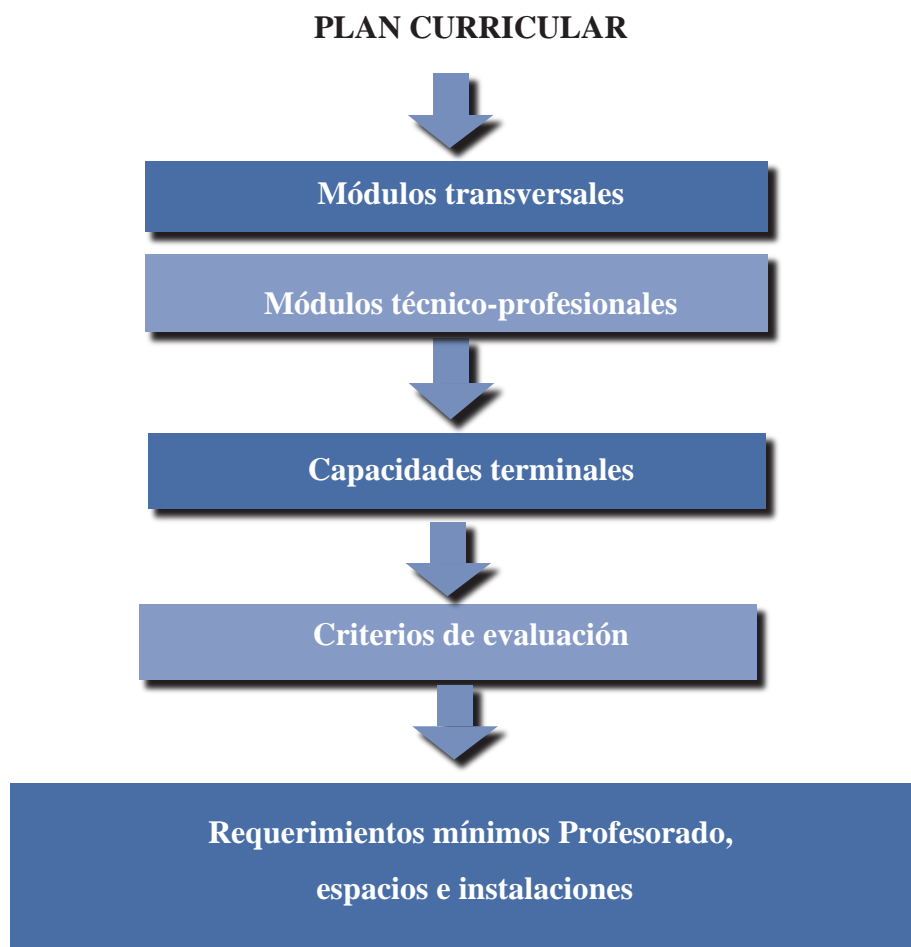 PLAN CURRICULAR
Módulos transversales
Módulos técnico-profesionales
Capacidades terminales
Criterios de evaluación
Requerimientos mínimos Profesorado,
espacios e instalaciones